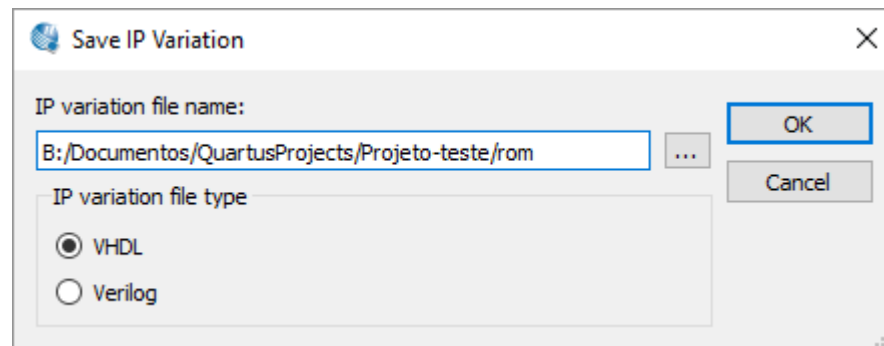 Save IP Variation
IP variation file name:
B:/Documentos/QuartusProjects/Projeto-teste/rom
...
OK
Cancel
IP variation file type
VHDL
Verilog